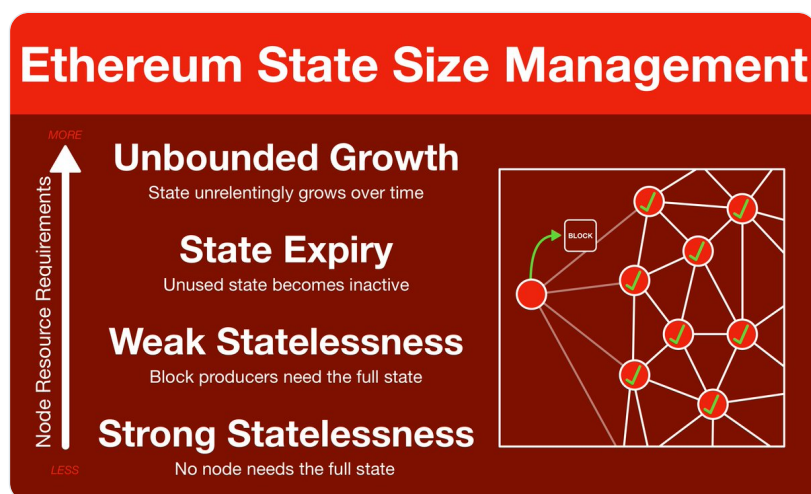 Ethereum State Size Management
MORE
Node Resource Requirements
LESS
Unbounded Growth
State unrelentingly grows over time
State Expiry
Unused state becomes inactive
Weak Statelessness
Block producers need the full state
Strong Statelessness
No node needs the full state
BLOCK